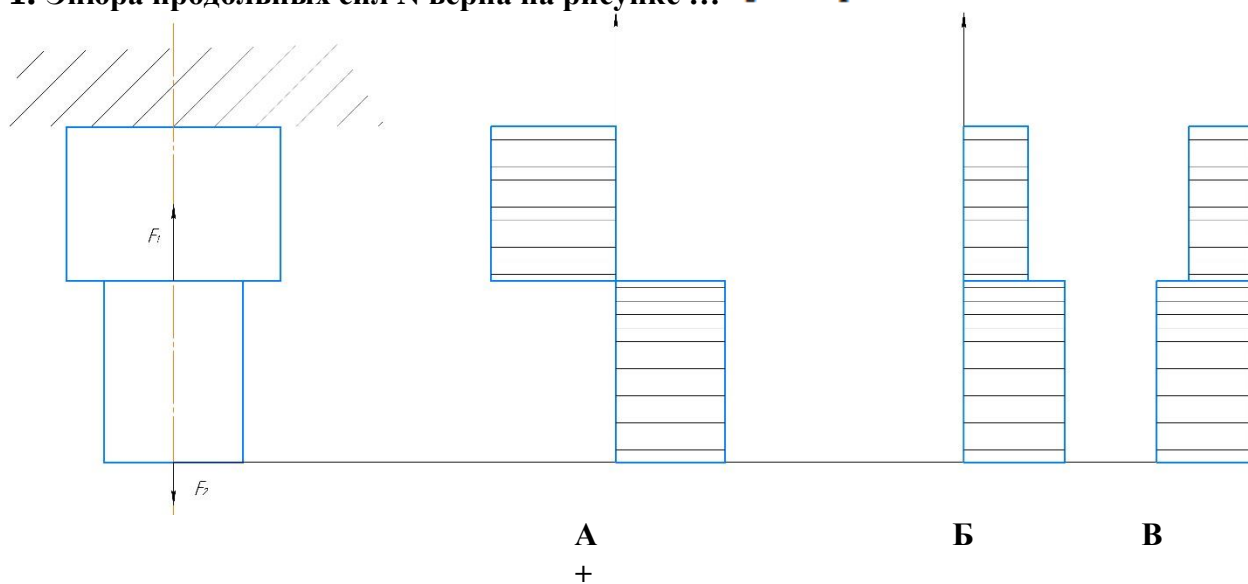 1. Эпюра продольных сил N верна на рисунке …
F₁
F₂
А Б В
+